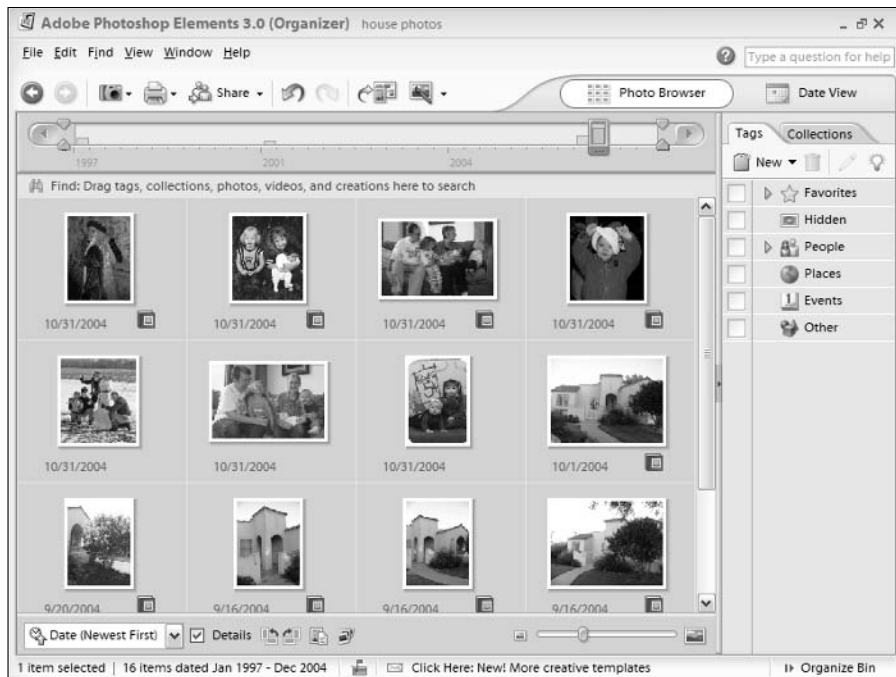 Adobe Photoshop Elements 3.0 (Organizer) house photos
File Edit Find View Window Help
Type a question for help
Share
Photo Browser
Date View
1997 2001 2004
Tags Collections
New
Find: Drag tags, collections, photos, videos, and creations here to search
Favorites
Hidden
People
Places
Events
Other
10/31/2004 10/31/2004 10/31/2004 10/31/2004
10/31/2004 10/31/2004 10/31/2004 10/1/2004
9/20/2004 9/16/2004 9/16/2004 9/16/2004
Date (Newest First) Details
1 item selected | 16 items dated Jan 1997 - Dec 2004 Click Here: New! More creative templates Organize Bin